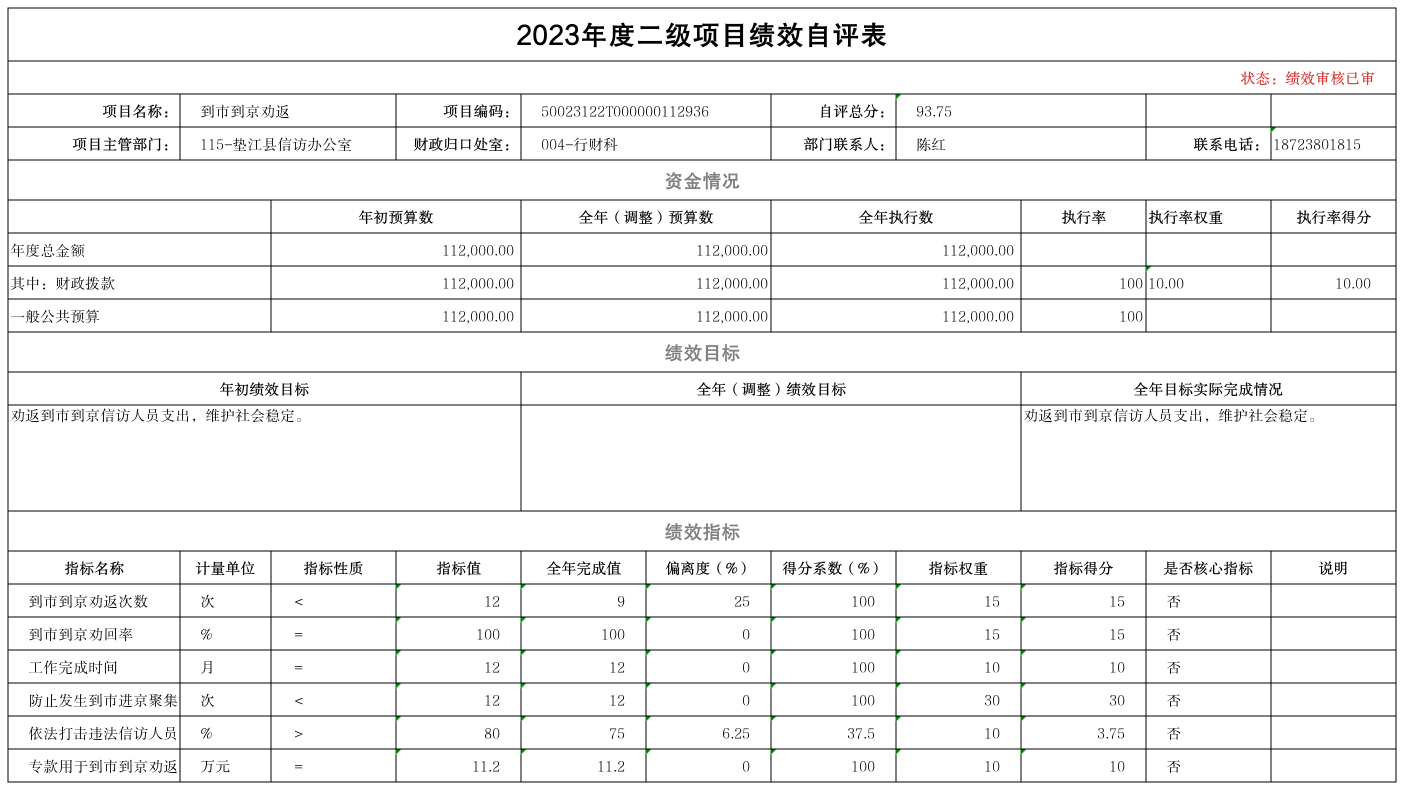 2023年度二级项目绩效自评表
状态：绩效审核已审
项目名称： 到市到京劝返 项目编码： 50023122T000000112936 自评总分： 93.75
项目主管部门： 115-垫江县信访办公室 财政归口处室： 004-行财科 部门联系人： 陈红 联系电话： 18723801815
资金情况
年初预算数 全年（调整）预算数 全年执行数 执行率 执行率权重 执行率得分
年度总金额 112,000.00 112,000.00 112,000.00
其中：财政拨款 112,000.00 112,000.00 112,000.00 100 10.00 10.00
一般公共预算 112,000.00 112,000.00 112,000.00 100
绩效目标
年初绩效目标 全年（调整）绩效目标 全年目标实际完成情况
劝返到市到京信访人员支出，维护社会稳定。 劝返到市到京信访人员支出，维护社会稳定。
绩效指标
指标名称 计量单位 指标性质 指标值 全年完成值 偏离度（%） 得分系数（%） 指标权重 指标得分 是否核心指标 说明
到市到京劝返次数 次 < 12 9 25 100 15 15 否
到市到京劝回率 % = 100 100 0 100 15 15 否
工作完成时间 月 = 12 12 0 100 10 10 否
防止发生到市进京聚集 次 < 12 12 0 100 30 30 否
依法打击违法信访人员 % > 80 75 6.25 37.5 10 3.75 否
专款用于到市到京劝返 万元 = 11.2 11.2 0 100 10 10 否